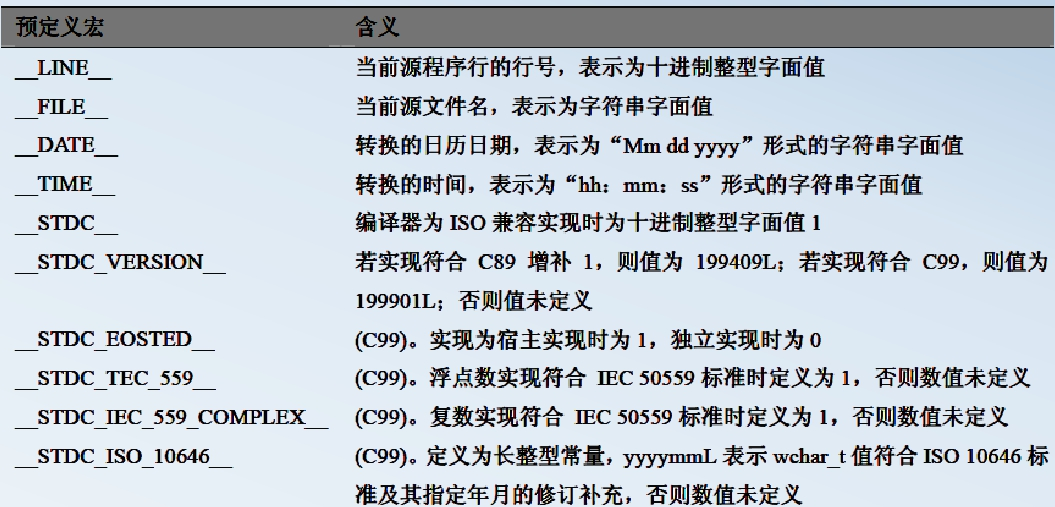 预定义宏 含义
__LINE__ 当前源程序行的行号，表示为十进制整型字面值
__FILE__ 当前源文件名，表示为字符串字面值
__DATE__ 转换的日历日期，表示为“Mm dd yyyy”形式的字符串字面值
__TIME__ 转换的时间，表示为“hh：mm：ss”形式的字符串字面值
__STDC__ 编译器为 ISO 兼容实现时为十进制整型字面值 1
__STDC_VERSION__ 若实现符合 C89 增补 1，则值为 199409L；若实现符合 C99，则值为
199901L；否则值未定义
__STDC_EOSTED__ (C99)。实现为宿主实现时为 1，独立实现时为 0
__STDC_TEC_559__ (C99)。浮点数实现符合 IEC 50559 标准时定义为 1，否则数值未定义
__STDC_IEC_559_COMPLEX__ (C99)。复数实现符合 IEC 50559 标准时定义为 1，否则数值未定义
__STDC_ISO_10646__ (C99)。定义为长整型常量，yyyymmL 表示 wchar_t 值符合 ISO 10646 标
准及其指定年月的修订补充，否则数值未定义